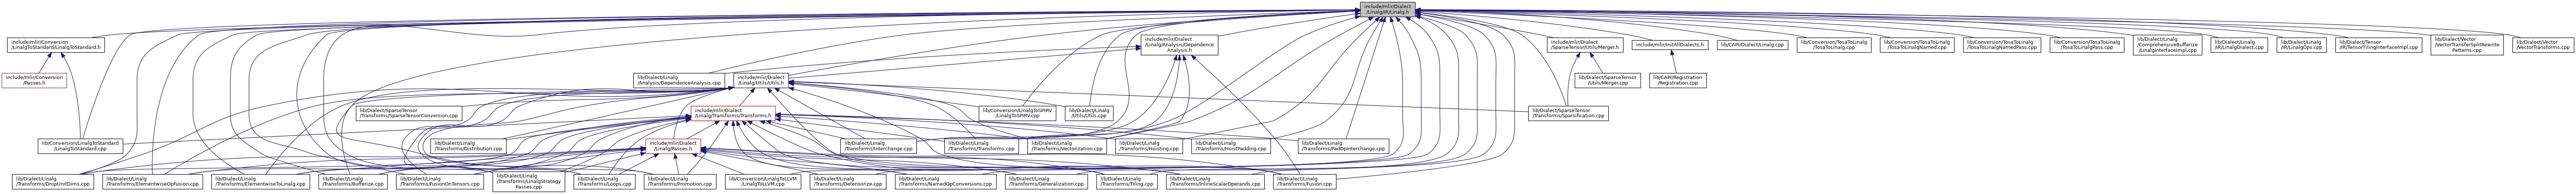 include/mlir/Dialect
/Linalg/IR/Linalg.h
include/mlir/Conversion
/LinalgToStandard/LinalgToStandard.h
include/mlir/Dialect
/Linalg/Analysis/Dependence
Analysis.h
include/mlir/Dialect
/SparseTensor/Utils/Merger.h
include/mlir/InitAllDialects.h
lib/CAPI/Dialect/Linalg.cpp
lib/Conversion/TosaToLinalg
/TosaToLinalg.cpp
lib/Conversion/TosaToLinalg
/TosaToLinalgNamed.cpp
lib/Conversion/TosaToLinalg
/TosaToLinalgNamedPass.cpp
lib/Conversion/TosaToLinalg
/TosaToLinalgPass.cpp
lib/Dialect/Linalg
/ComprehensiveBufferize
/LinalgInterfaceImpl.cpp
lib/Dialect/Linalg
/IR/LinalgDialect.cpp
lib/Dialect/Linalg
/IR/LinalgOps.cpp
lib/Dialect/Tensor
/IR/TensorTilingInterfaceImpl.cpp
lib/Dialect/Vector
/VectorTransferSplitRewrite
Patterns.cpp
lib/Dialect/Vector
/VectorTransforms.cpp
include/mlir/Conversion
/Passes.h
lib/Dialect/Linalg
/Analysis/DependenceAnalysis.cpp
include/mlir/Dialect
/Linalg/Utils/Utils.h
lib/Dialect/SparseTensor
/Utils/Merger.cpp
lib/CAPI/Registration
/Registration.cpp
lib/Dialect/SparseTensor
/Transforms/SparseTensorConversion.cpp
include/mlir/Dialect
/Linalg/Transforms/Transforms.h
lib/Conversion/LinalgToSPIRV
/LinalgToSPIRV.cpp
lib/Dialect/Linalg
/Utils/Utils.cpp
lib/Dialect/SparseTensor
/Transforms/Sparsification.cpp
lib/Conversion/LinalgToStandard
/LinalgToStandard.cpp
lib/Dialect/Linalg
/Transforms/Distribution.cpp
include/mlir/Dialect
/Linalg/Passes.h
lib/Dialect/Linalg
/Transforms/Interchange.cpp
lib/Dialect/Linalg
/Transforms/Transforms.cpp
lib/Dialect/Linalg
/Transforms/Vectorization.cpp
lib/Dialect/Linalg
/Transforms/Hoisting.cpp
lib/Dialect/Linalg
/Transforms/HoistPadding.cpp
lib/Dialect/Linalg
/Transforms/PadOpInterchange.cpp
lib/Dialect/Linalg
/Transforms/DropUnitDims.cpp
lib/Dialect/Linalg
/Transforms/ElementwiseOpFusion.cpp
lib/Dialect/Linalg
/Transforms/ElementwiseToLinalg.cpp
lib/Dialect/Linalg
/Transforms/Bufferize.cpp
lib/Dialect/Linalg
/Transforms/FusionOnTensors.cpp
lib/Dialect/Linalg
/Transforms/LinalgStrategy
Passes.cpp
lib/Dialect/Linalg
/Transforms/Loops.cpp
lib/Dialect/Linalg
/Transforms/Promotion.cpp
lib/Conversion/LinalgToLLVM
/LinalgToLLVM.cpp
lib/Dialect/Linalg
/Transforms/Detensorize.cpp
lib/Dialect/Linalg
/Transforms/NamedOpConversions.cpp
lib/Dialect/Linalg
/Transforms/Generalization.cpp
lib/Dialect/Linalg
/Transforms/Tiling.cpp
lib/Dialect/Linalg
/Transforms/InlineScalarOperands.cpp
lib/Dialect/Linalg
/Transforms/Fusion.cpp